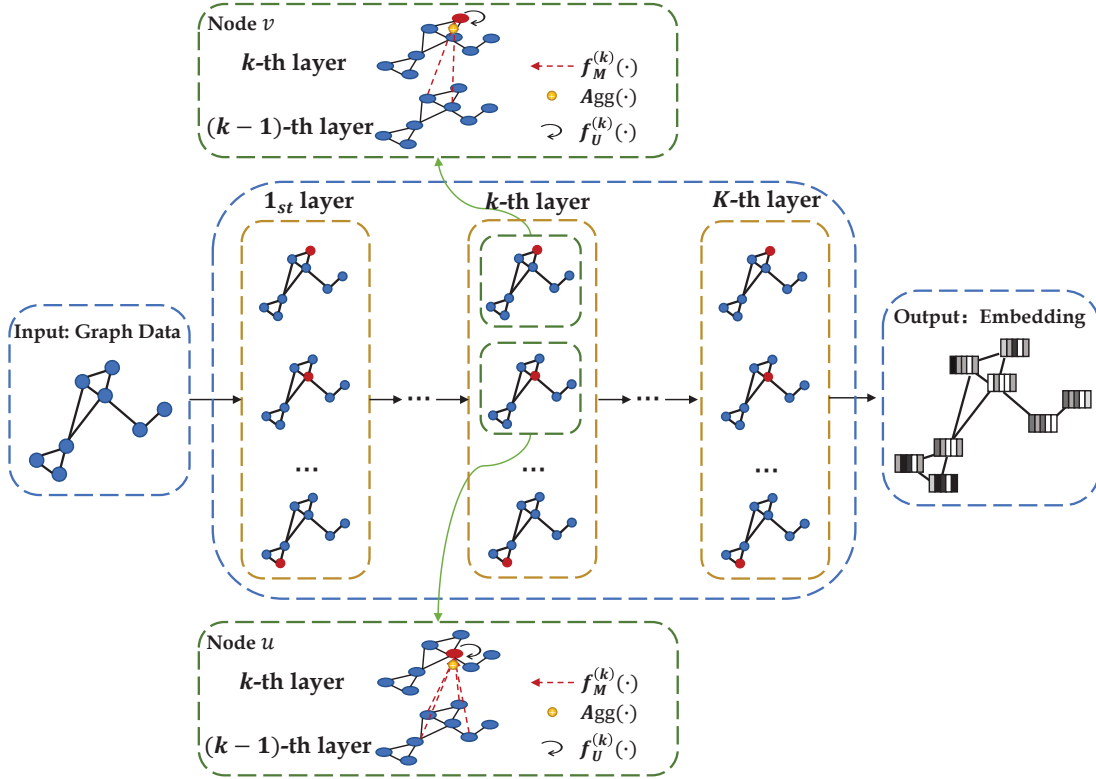 Node v
k-th layer
(k − 1)-th layer
f_M^(k)(·)
Agg(·)
f_U^(k)(·)
1st layer
k-th layer
K-th layer
Input: Graph Data
Output: Embedding
...
...
...
...
...
Node u
k-th layer
(k − 1)-th layer
f_M^(k)(·)
Agg(·)
f_U^(k)(·)